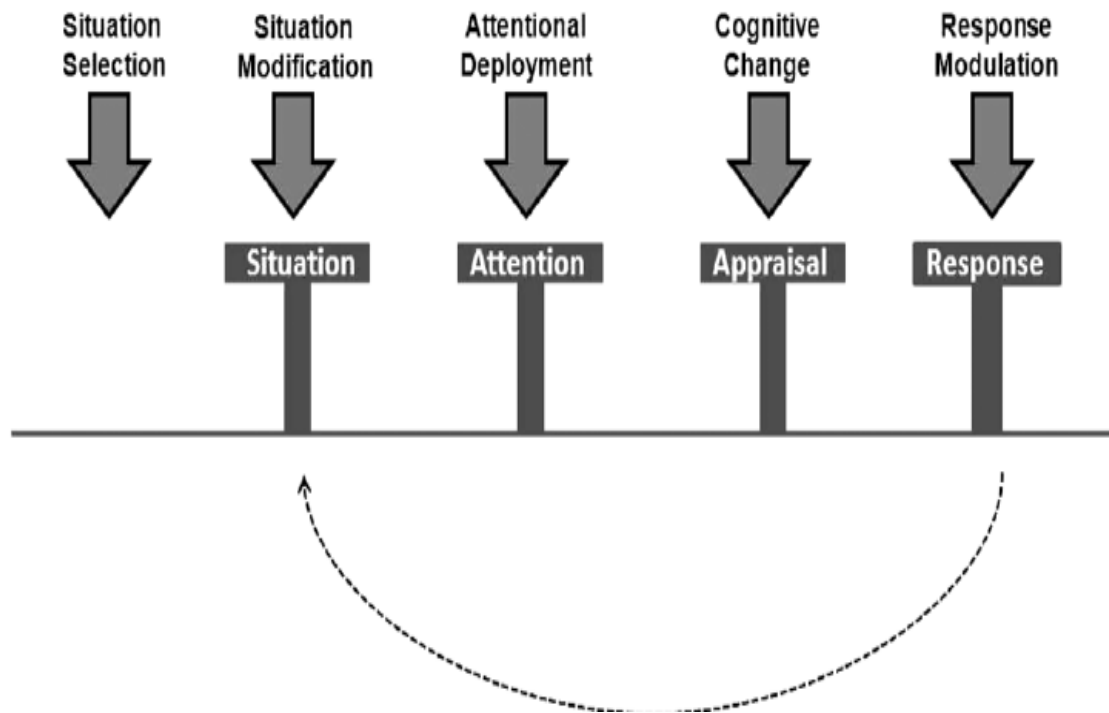 Situation
Selection
Situation
Modification
Attentional
Deployment
Cognitive
Change
Response
Modulation
Situation
Attention
Appraisal
Response